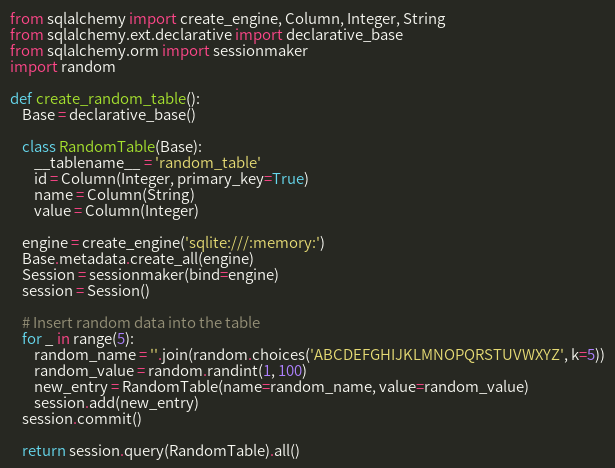 from sqlalchemy import create_engine, Column, Integer, String
from sqlalchemy.ext.declarative import declarative_base
from sqlalchemy.orm import sessionmaker
import random

def create_random_table():
    Base = declarative_base()

    class RandomTable(Base):
        __tablename__ = 'random_table'
        id = Column(Integer, primary_key=True)
        name = Column(String)
        value = Column(Integer)

    engine = create_engine('sqlite:///:memory:')
    Base.metadata.create_all(engine)
    Session = sessionmaker(bind=engine)
    session = Session()

    # Insert random data into the table
    for _ in range(5):
        random_name = ''.join(random.choices('ABCDEFGHIJKLMNOPQRSTUVWXYZ', k=5))
        random_value = random.randint(1, 100)
        new_entry = RandomTable(name=random_name, value=random_value)
        session.add(new_entry)
    session.commit()

    return session.query(RandomTable).all()